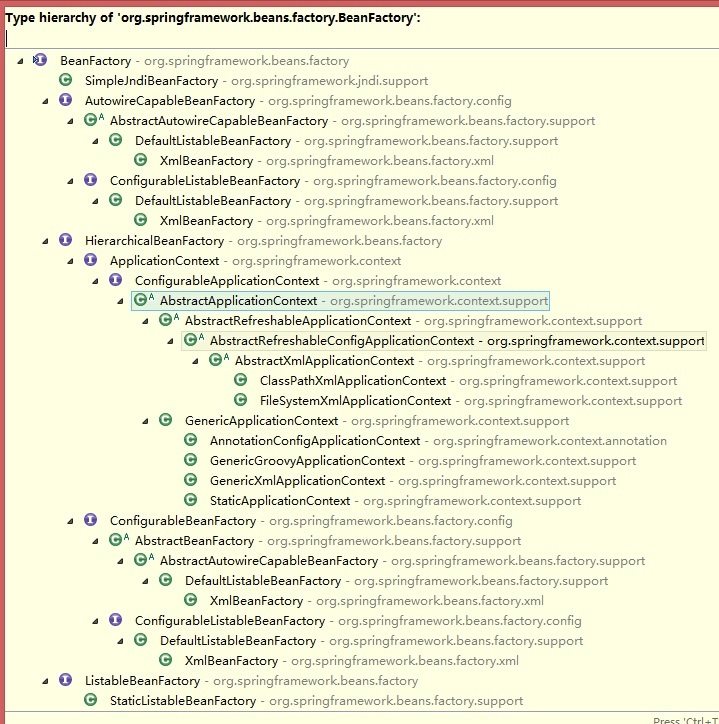 Type hierarchy of 'org.springframework.beans.factory.BeanFactory':
BeanFactory - org.springframework.beans.factory
SimpleJndiBeanFactory - org.springframework.jndi.support
AutowireCapableBeanFactory - org.springframework.beans.factory.config
AbstractAutowireCapableBeanFactory - org.springframework.beans.factory.support
DefaultListableBeanFactory - org.springframework.beans.factory.support
XmlBeanFactory - org.springframework.beans.factory.xml
ConfigurableListableBeanFactory - org.springframework.beans.factory.config
DefaultListableBeanFactory - org.springframework.beans.factory.support
XmlBeanFactory - org.springframework.beans.factory.xml
HierarchicalBeanFactory - org.springframework.beans.factory
ApplicationContext - org.springframework.context
ConfigurableApplicationContext - org.springframework.context
AbstractApplicationContext - org.springframework.context.support
AbstractRefreshableApplicationContext - org.springframework.context.support
AbstractRefreshableConfigApplicationContext - org.springframework.context.support
AbstractXmlApplicationContext - org.springframework.context.support
ClassPathXmlApplicationContext - org.springframework.context.support
FileSystemXmlApplicationContext - org.springframework.context.support
GenericApplicationContext - org.springframework.context.support
AnnotationConfigApplicationContext - org.springframework.context.annotation
GenericGroovyApplicationContext - org.springframework.context.support
GenericXmlApplicationContext - org.springframework.context.support
StaticApplicationContext - org.springframework.context.support
ConfigurableBeanFactory - org.springframework.beans.factory.config
AbstractBeanFactory - org.springframework.beans.factory.support
AbstractAutowireCapableBeanFactory - org.springframework.beans.factory.support
DefaultListableBeanFactory - org.springframework.beans.factory.support
XmlBeanFactory - org.springframework.beans.factory.xml
ConfigurableListableBeanFactory - org.springframework.beans.factory.config
DefaultListableBeanFactory - org.springframework.beans.factory.support
XmlBeanFactory - org.springframework.beans.factory.xml
ListableBeanFactory - org.springframework.beans.factory
StaticListableBeanFactory - org.springframework.beans.factory.support
Press 'Ctrl+T